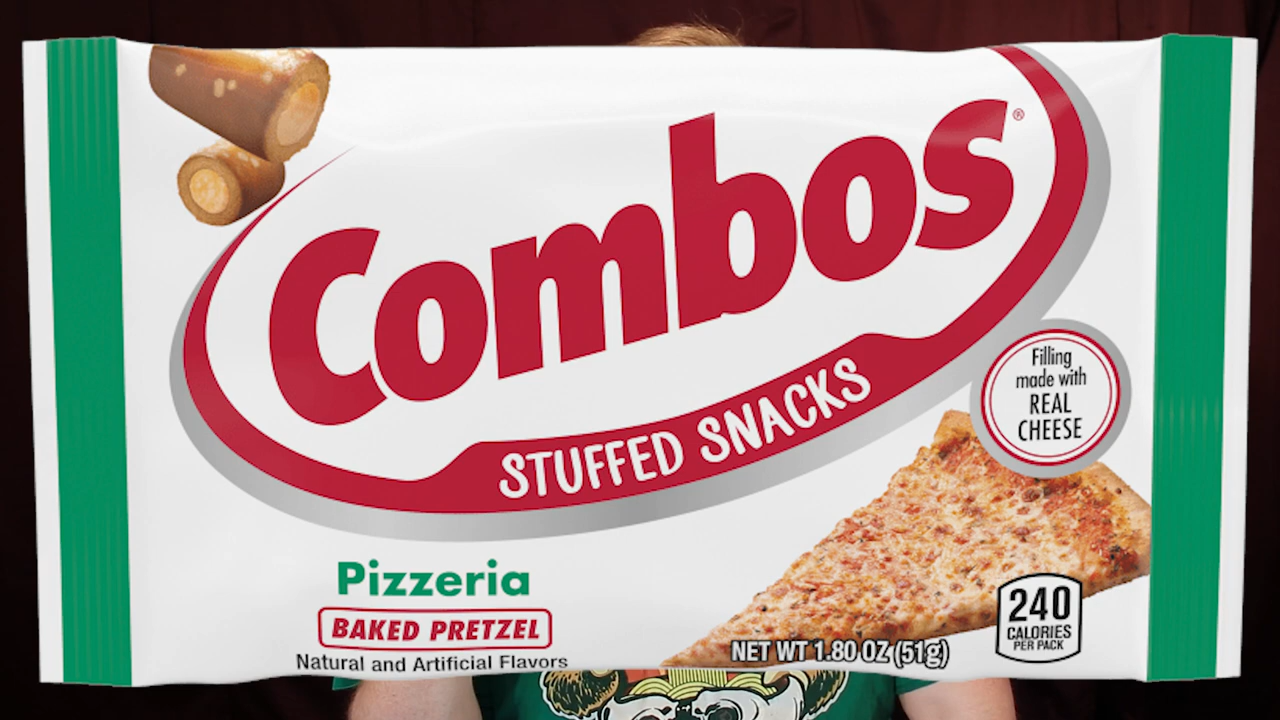 Combos®
STUFFED SNACKS
Filling
made with
REAL
CHEESE
Pizzeria
BAKED PRETZEL
Natural and Artificial Flavors
NET WT 1.80 OZ (51g)
240
CALORIES
PER PACK